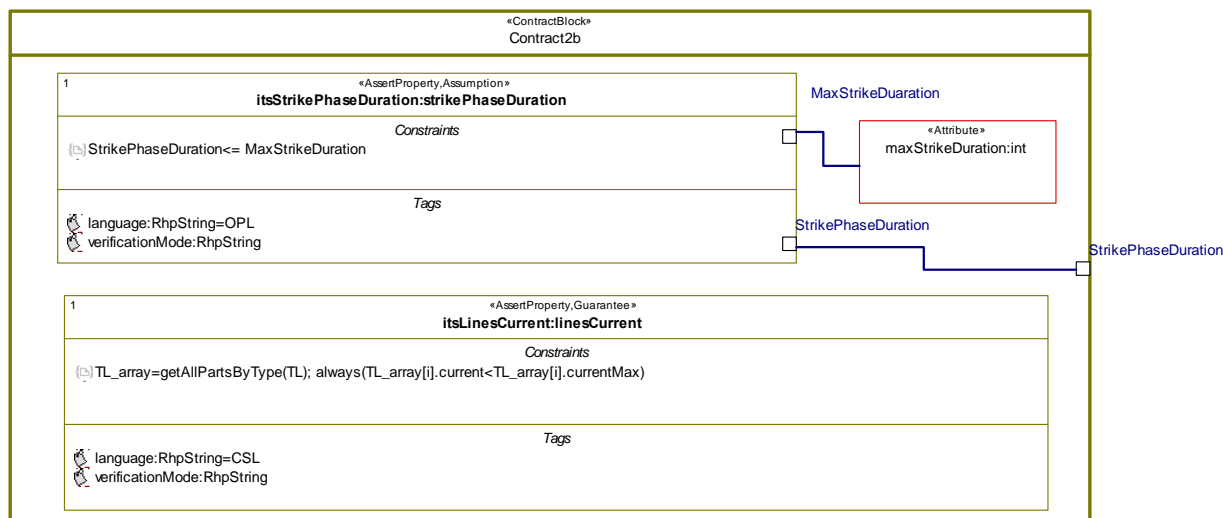 «ContractBlock»
Contract2b
1
«AssertProperty,Assumption»
itsStrikePhaseDuration:strikePhaseDuration
Constraints
StrikePhaseDuration<= MaxStrikeDuration
Tags
language:RhpString=OPL
verificationMode:RhpString
MaxStrikeDuaration
«Attribute»
maxStrikeDuration:int
StrikePhaseDuration
StrikePhaseDuration
1
«AssertProperty,Guarantee»
itsLinesCurrent:linesCurrent
Constraints
TL_array=getAllPartsByType(TL); always(TL_array[i].current<TL_array[i].currentMax)
Tags
language:RhpString=CSL
verificationMode:RhpString